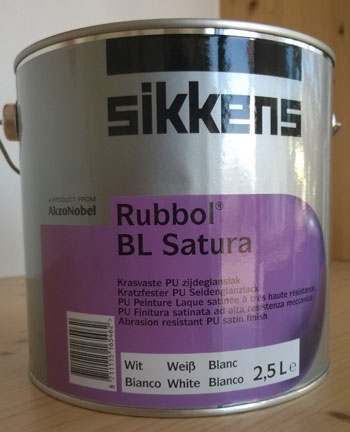 sikkens
A PRODUCT FROM
AkzoNobel
Rubbol®
BL Satura
Krasvaste PU zijdeglanslak
Kratzfester PU Seidenglanzlack
PU Peinture Laque satinée à très haute résistance
PU Finitura satinata ad alta resistenza meccanica
Abrasion resistant PU satin finish
Wit Weiß Blanc
Bianco White Blanco
2,5 L e